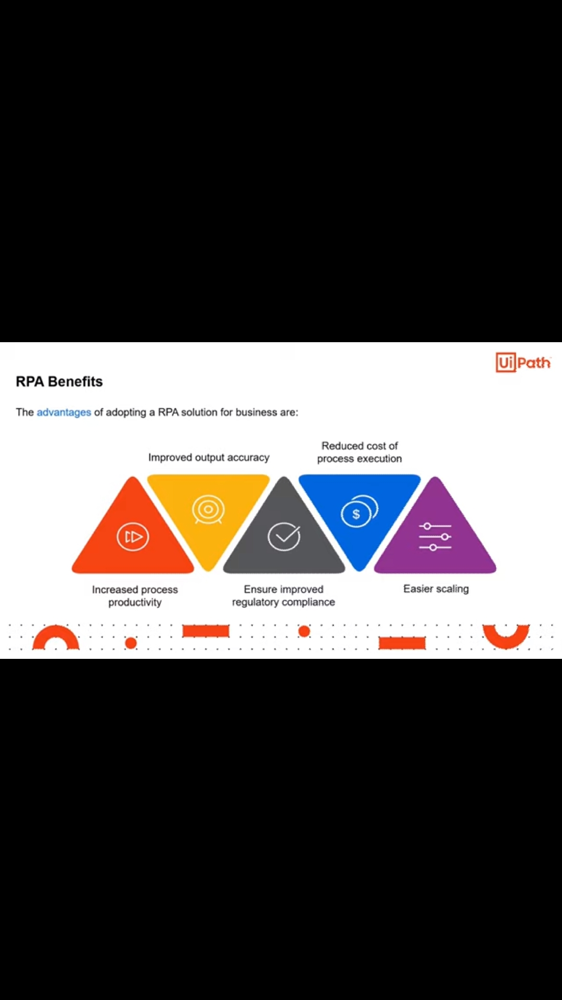 UiPath
RPA Benefits
The advantages of adopting a RPA solution for business are:
Improved output accuracy
Reduced cost of
process execution
$
Increased process
productivity
Ensure improved
regulatory compliance
Easier scaling